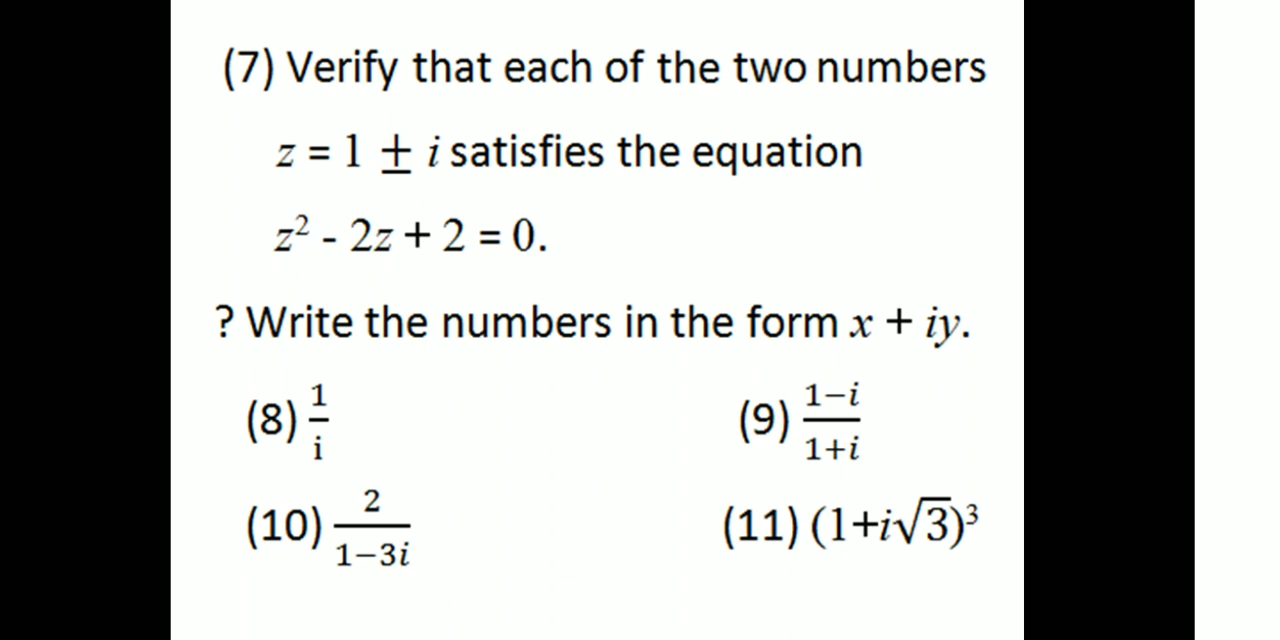 (7) Verify that each of the two numbers
z = 1 ± i satisfies the equation
z² - 2z + 2 = 0.
? Write the numbers in the form x + iy.
(8) 1/i (9) 1−i/1+i
(10) 2/1−3i (11) (1+i√3)³